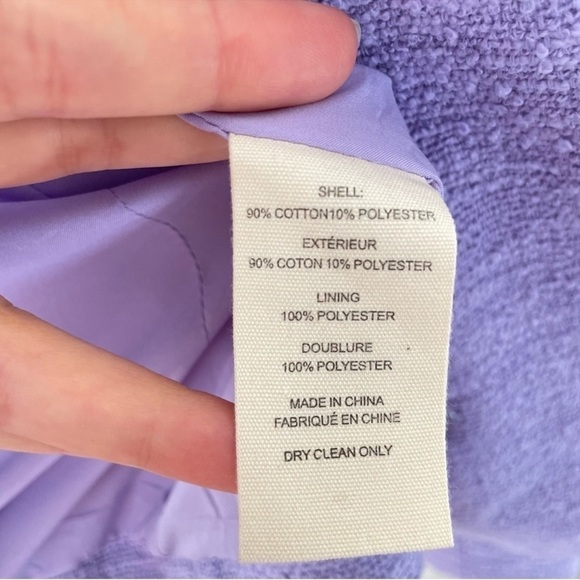 SHELL:
90% COTTON10% POLYESTER
EXTÉRIEUR
90% COTON 10% POLYESTER
LINING
100% POLYESTER
DOUBLURE
100% POLYESTER
MADE IN CHINA
FABRIQUÉ EN CHINE
DRY CLEAN ONLY